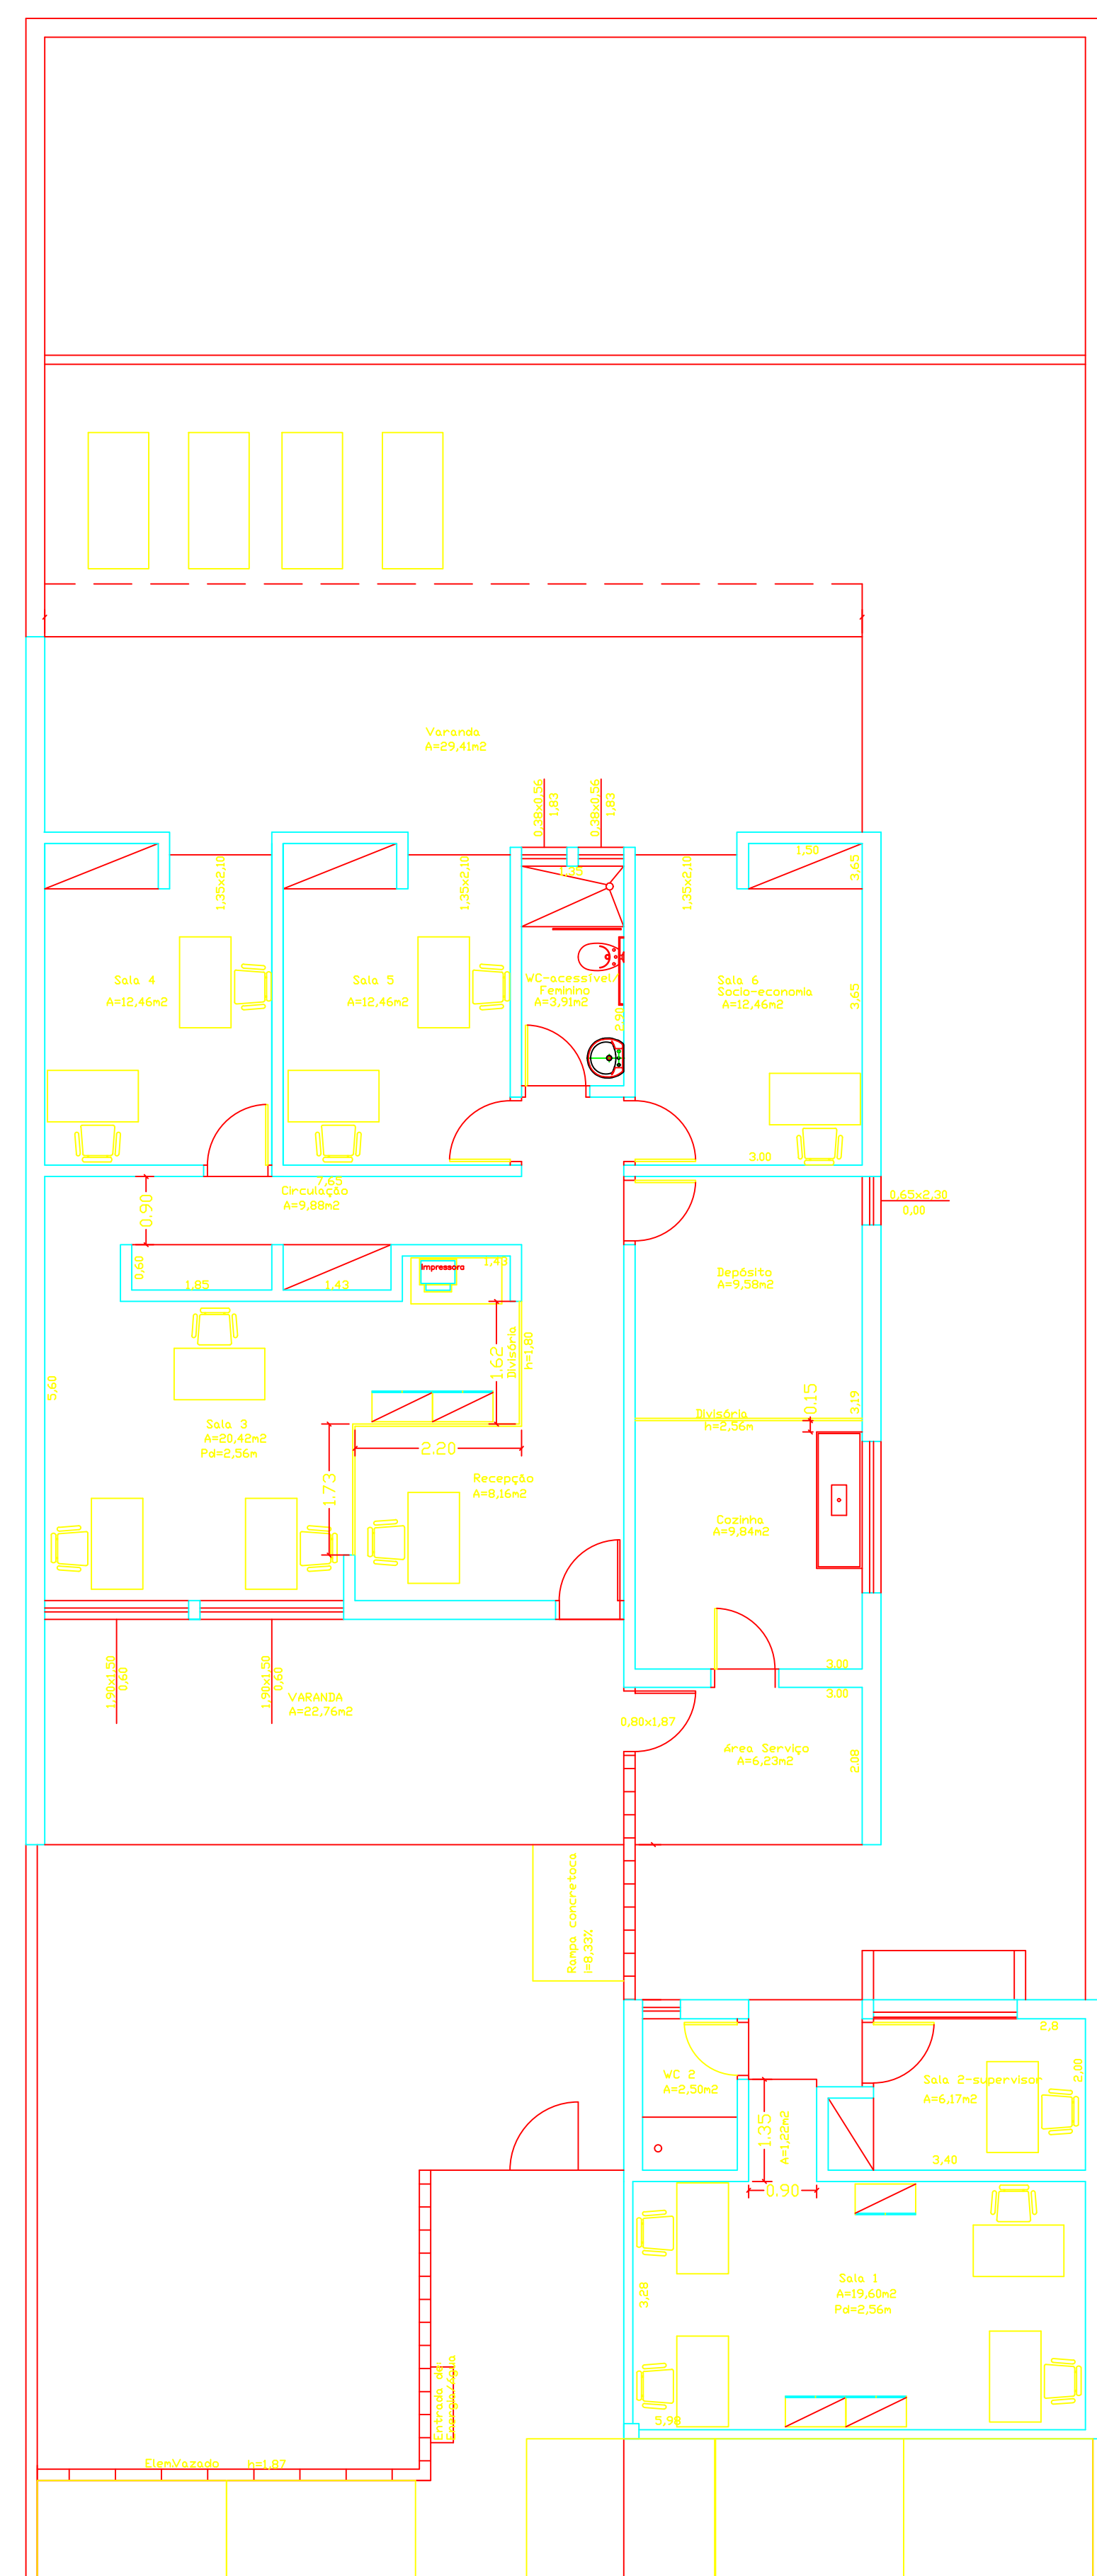 Varanda
A=29,41m2
0,38x0,56
1,83
0,38x0,56
1,83
1,35x2,10
1,35x2,10
1,35x2,10
1,50
3,65
Sala 4
A=12,46m2
Sala 5
A=12,46m2
WC-acessível/
Feminino
A=3,91m2
2,90
Sala 6
Socio-economia
A=12,46m2
3,65
3.00
7,65
Circulação
A=9,88m2
0.90
0,65x2,30
0,00
0,60
1,85
1,43
Impressora
1,48
Depósito
A=9,58m2
1.62
Divisória
h=1,80
5,60
Sala 3
A=20,42m2
Pd=2,56m
2.20
1.73
Recepção
A=8,16m2
Divisória
h=2,56m
0.15
3,19
Cozinha
A=9,84m2
3,00
3,00
1,90x1,50
0,60
1,90x1,50
0,60
VARANDA
A=22,76m2
0,80x1,87
Área Serviço
A=6,23m2
2,08
Rampa concretaca
i=8,33%
WC 2
A=2,50m2
1.35
A=1,22m2
0.90
2,8
2,00
Sala 2-supervisor
A=6,17m2
3,40
Sala 1
A=19,60m2
Pd=2,56m
3,28
5,98
Entrada de:
Energia/Água
ElemVazado
h=1,87